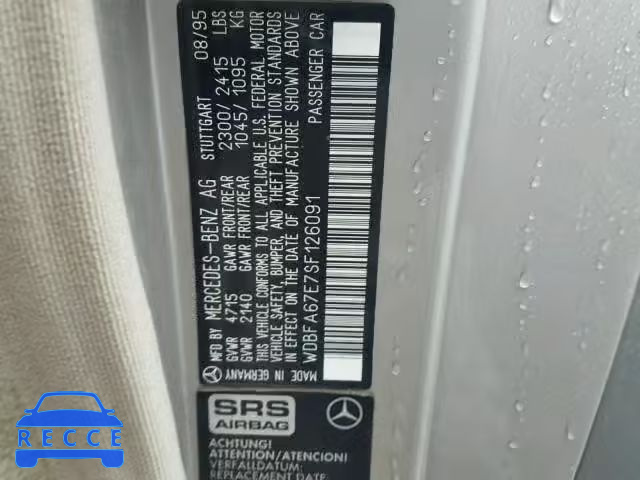 MFD BY MERCEDES-BENZ AG STUTTGART 08/95
GVWR 4715 GAWR FRONT/REAR 2300/ 2415 LBS
GVWR 2140 GAWR FRONT/REAR 1045/ 1095 KG
THIS VEHICLE CONFORMS TO ALL APPLICABLE U.S. FEDERAL MOTOR
VEHICLE SAFETY, BUMPER, AND THEFT PREVENTION STANDARDS
IN EFFECT ON THE DATE OF MANUFACTURE SHOWN ABOVE
WDBFA67E7SF126091 PASSENGER CAR
MADE IN GERMANY
SRS
AIRBAG
ACHTUNG!
ATTENTION/ATENCION!
VERFALLDATUM:
REPLACEMENT DATE
RECCE